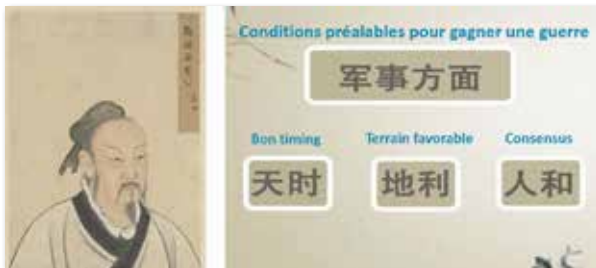 Conditions préalables pour gagner une guerre
军事方面
Bon timing
Terrain favorable
Consensus
天时
地利
人和